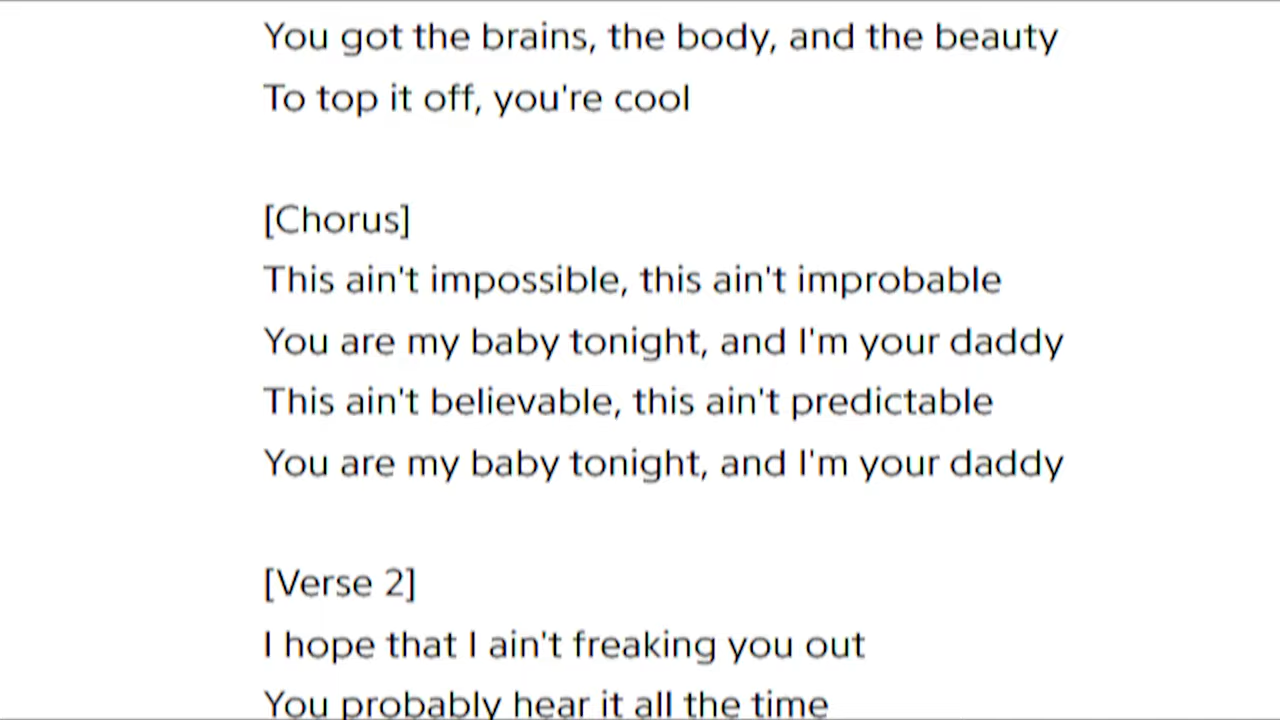 You got the brains, the body, and the beauty
To top it off, you're cool
[Chorus]
This ain't impossible, this ain't improbable
You are my baby tonight, and I'm your daddy
This ain't believable, this ain't predictable
You are my baby tonight, and I'm your daddy
[Verse 2]
I hope that I ain't freaking you out
You probably hear it all the time